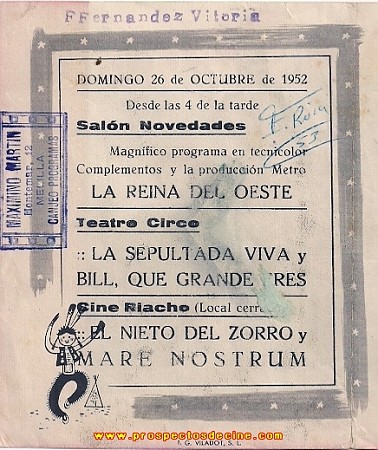 F Fernandez Vitoria
DOMINGO 26 de OCTUBRE de 1952
Desde las 4 de la tarde
Salón Novedades
Magnífico programa en tecnicolor
Complementos y la producción Metro
LA REINA DEL OESTE
Teatro Circo
:: LA SEPULTADA VIVA y
BILL, QUE GRANDE ERES
Cine Riacho (Local cerra
:: EL NIETO DEL ZORRO y
MARE NOSTRUM
MAXIMINO MARTIN
MELILLA
CAMBIO PROGRAMAS
I. G. VILADOT, S. L.
www.prospectosdecine.com